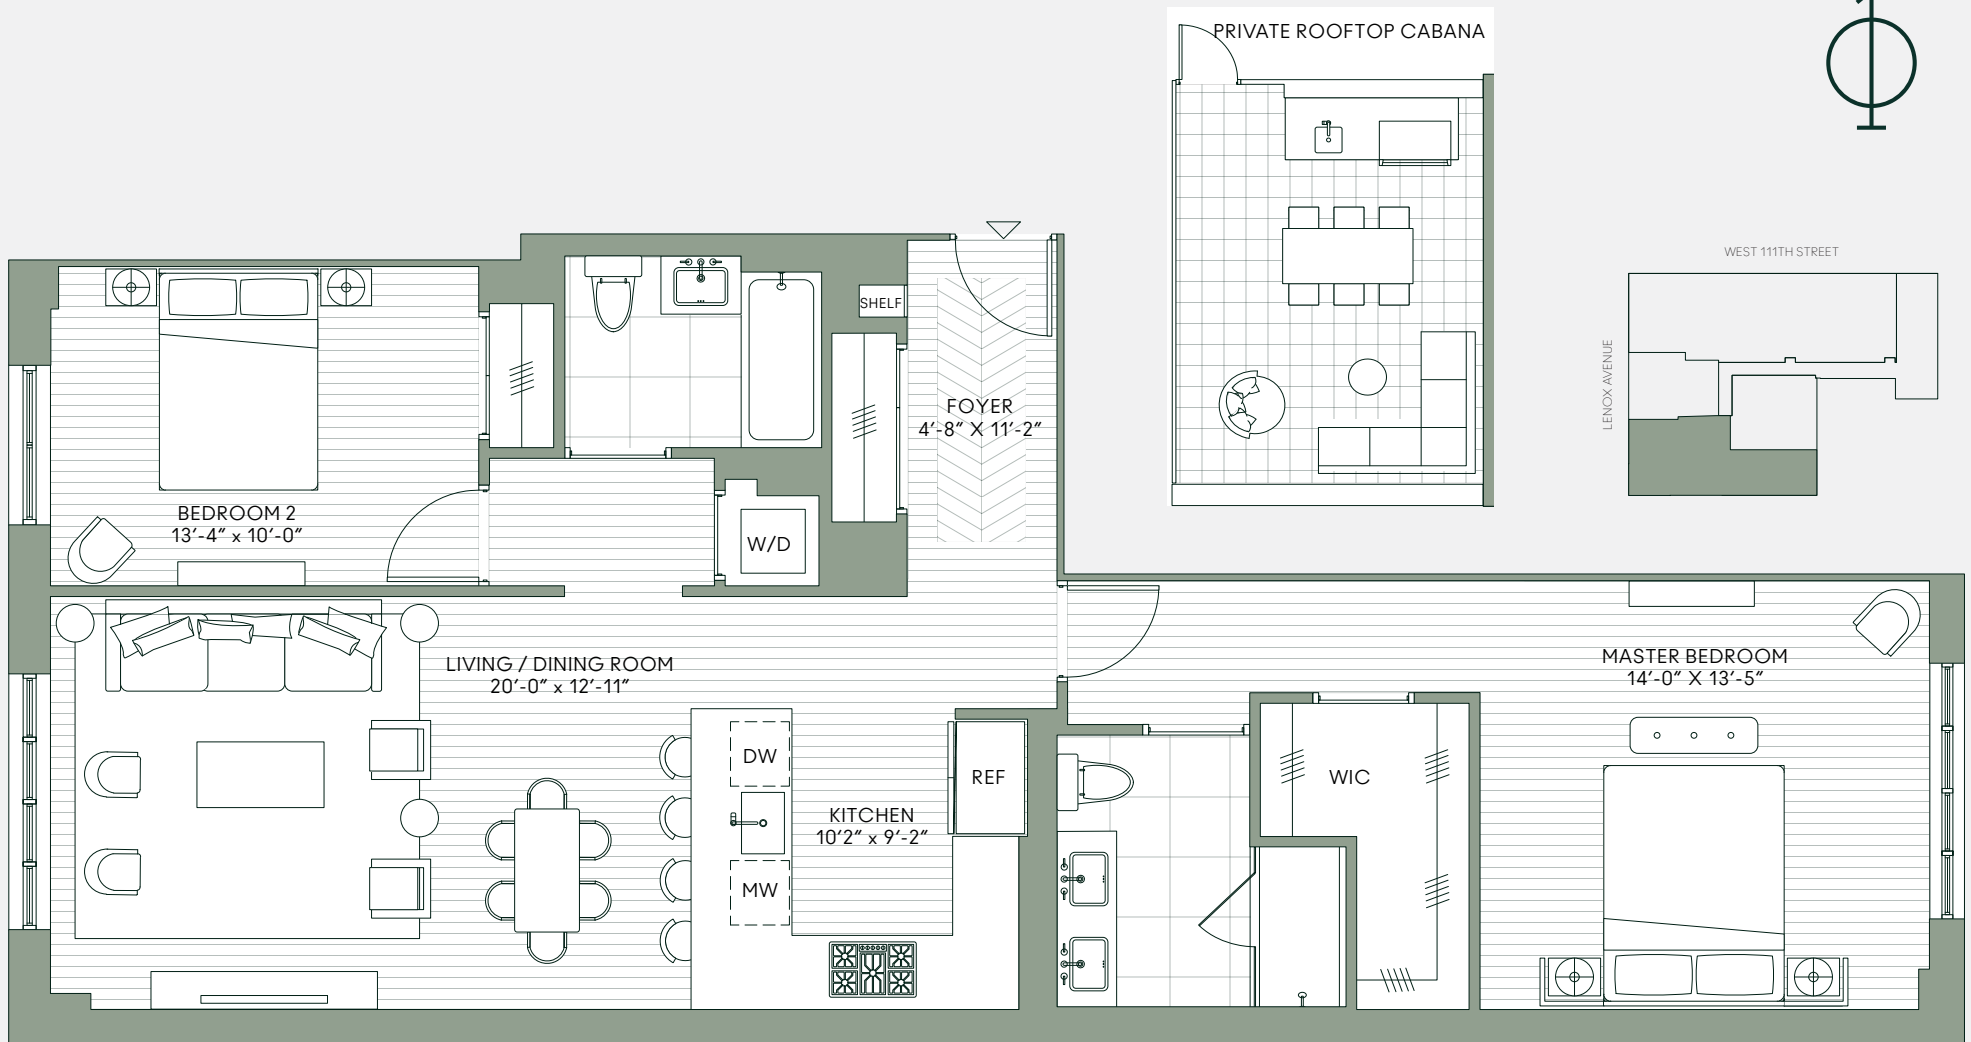 PRIVATE ROOFTOP CABANA
WEST 111TH STREET
LENOX AVENUE
SHELF
FOYER
4′-8″ X 11′-2″
BEDROOM 2
13′-4″ x 10′-0″
W/D
LIVING / DINING ROOM
20′-0″ x 12′-11″
MASTER BEDROOM
14′-0″ X 13′-5″
DW
REF
WIC
KITCHEN
10′2″ x 9′-2″
MW